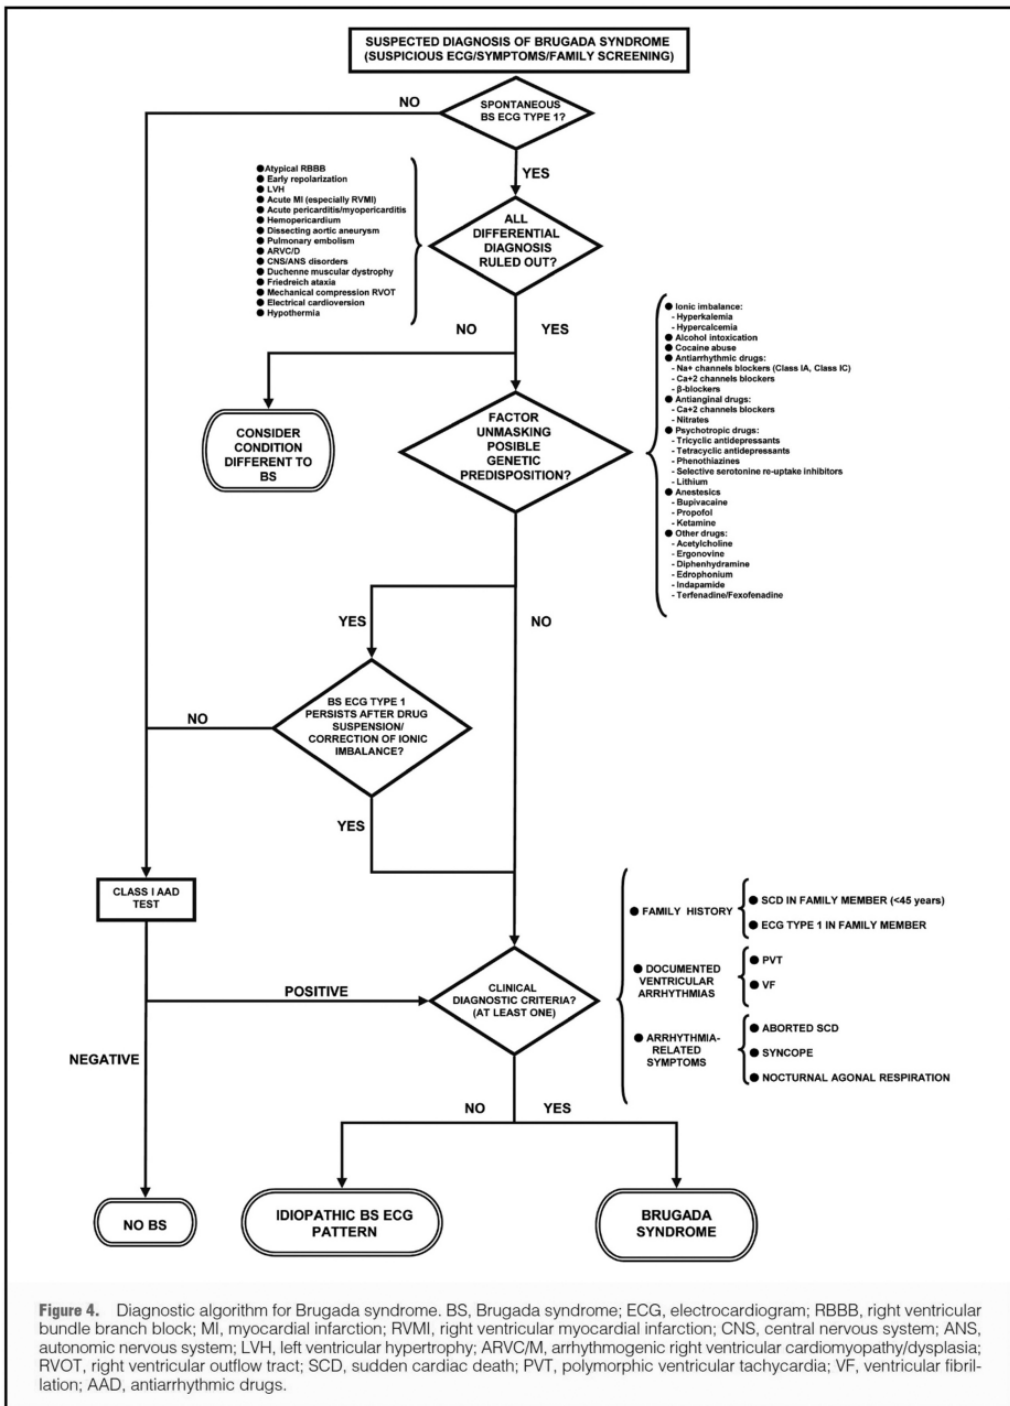 SUSPECTED DIAGNOSIS OF BRUGADA SYNDROME
(SUSPICIOUS ECG/SYMPTOMS/FAMILY SCREENING)
NO
SPONTANEOUS
BS ECG TYPE 1?
YES
● Atypical RBBB
● Early repolarization
● LVH
● Acute MI (especially RVMI)
● Acute pericarditis/myopericarditis
● Hemopericardium
● Dissecting aortic aneurysm
● Pulmonary embolism
● ARVC/D
● CNS/ANS disorders
● Duchenne muscular dystrophy
● Friedreich ataxia
● Mechanical compression RVOT
● Electrical cardioversion
● Hypothermia
ALL
DIFFERENTIAL
DIAGNOSIS
RULED OUT?
NO
YES
CONSIDER
CONDITION
DIFFERENT TO
BS
FACTOR
UNMASKING
POSIBLE
GENETIC
PREDISPOSITION?
● Ionic imbalance:
- Hyperkalemia
- Hypercalcemia
● Alcohol intoxication
● Cocaine abuse
● Antiarrhythmic drugs:
- Na+ channels blockers (Class IA, Class IC)
- Ca+2 channels blockers
- β-blockers
● Antianginal drugs:
- Ca+2 channels blockers
- Nitrates
● Psychotropic drugs:
- Tricyclic antidepressants
- Tetracyclic antidepressants
- Phenothiazines
- Selective serotonine re-uptake inhibitors
- Lithium
● Anestesics
- Bupivacaine
- Propofol
- Ketamine
● Other drugs:
- Acetylcholine
- Ergonovine
- Diphenhydramine
- Edrophonium
- Indapamide
- Terfenadine/Fexofenadine
YES
NO
BS ECG TYPE 1
PERSISTS AFTER DRUG
SUSPENSION/
CORRECTION OF IONIC
IMBALANCE?
NO
YES
CLASS I AAD
TEST
POSITIVE
NEGATIVE
CLINICAL
DIAGNOSTIC CRITERIA?
(AT LEAST ONE)
● FAMILY HISTORY
● SCD IN FAMILY MEMBER (<45 years)
● ECG TYPE 1 IN FAMILY MEMBER
● DOCUMENTED
VENTRICULAR
ARRHYTHMIAS
● PVT
● VF
● ARRHYTHMIA-
RELATED
SYMPTOMS
● ABORTED SCD
● SYNCOPE
● NOCTURNAL AGONAL RESPIRATION
NO
YES
NO BS
IDIOPATHIC BS ECG
PATTERN
BRUGADA
SYNDROME
Figure 4. Diagnostic algorithm for Brugada syndrome. BS, Brugada syndrome; ECG, electrocardiogram; RBBB, right ventricular
bundle branch block; MI, myocardial infarction; RVMI, right ventricular myocardial infarction; CNS, central nervous system; ANS,
autonomic nervous system; LVH, left ventricular hypertrophy; ARVC/M, arrhythmogenic right ventricular cardiomyopathy/dysplasia;
RVOT, right ventricular outflow tract; SCD, sudden cardiac death; PVT, polymorphic ventricular tachycardia; VF, ventricular fibril-
lation; AAD, antiarrhythmic drugs.